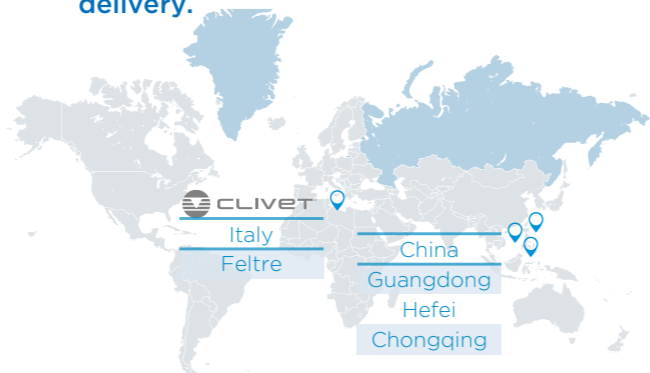 delivery.
CLIVET
Italy
Feltre
China
Guangdong
Hefei
Chongqing